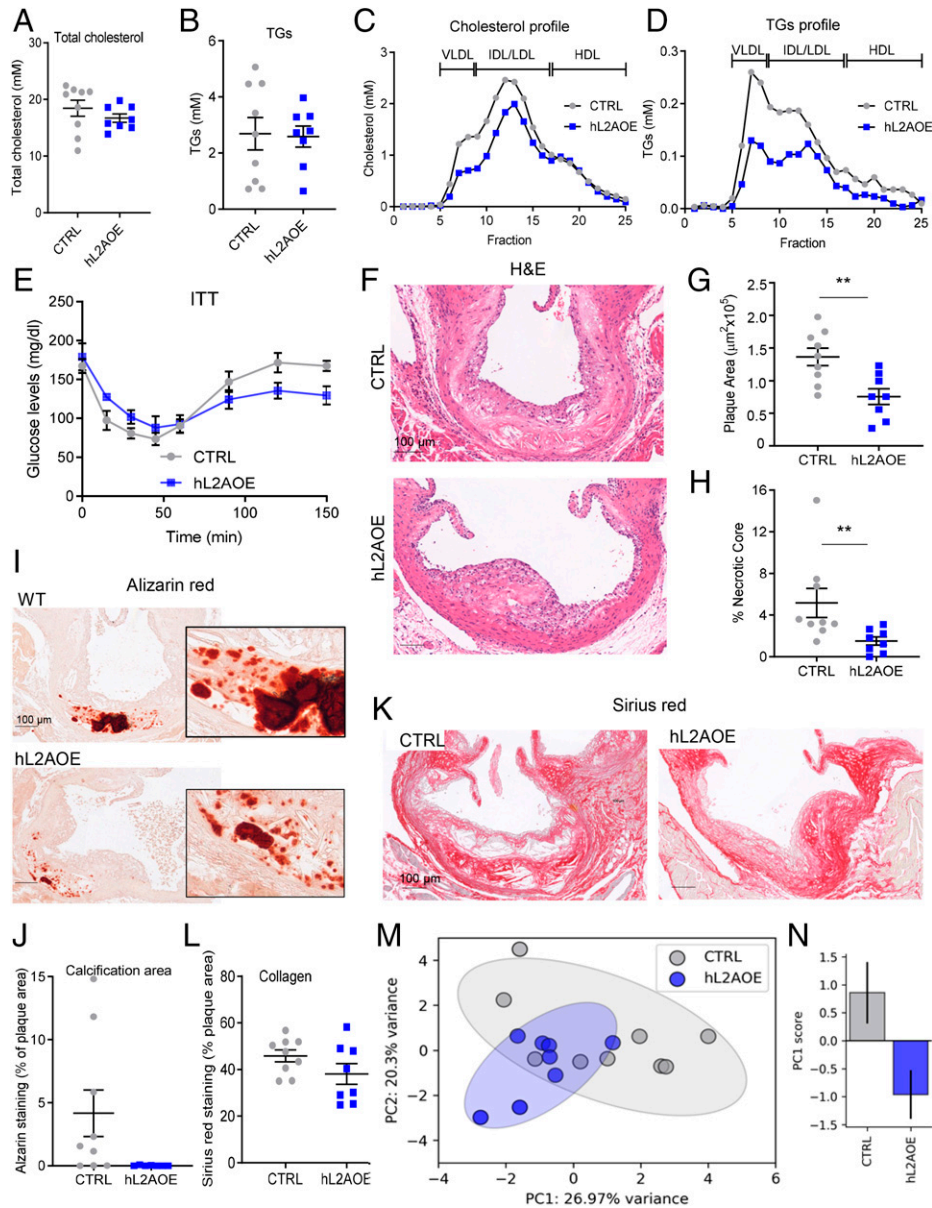 A
Total cholesterol
Total cholesterol (mM)
30
20
10
0
CTRL
hL2AOE
B
TGs
TGs (mM)
6
4
2
0
CTRL
hL2AOE
C
Cholesterol profile
VLDL IDL/LDL HDL
Cholesterol (mM)
3
2
1
0
CTRL
hL2AOE
0 5 10 15 20 25
Fraction
D
TGs profile
VLDL IDL/LDL HDL
TGs (mM)
0.3
0.2
0.1
0.0
CTRL
hL2AOE
0 5 10 15 20 25
Fraction
E
ITT
Glucose levels (mg/dl)
250
200
150
100
50
0
CTRL
hL2AOE
0 30 60 90 120 150
Time (min)
F
H&E
CTRL
100 µm
hL2AOE
G
Plaque Area (µm²x10⁵)
2.5
2.0
1.5
1.0
0.5
0
**
CTRL hL2AOE
H
% Necrotic Core
16
12
8
4
0
**
CTRL hL2AOE
I
Alizarin red
WT
100 µm
hL2AOE
K
Sirius red
CTRL
100 µm
hL2AOE
J
Calcification area
Alzarin staining (% of plaque area)
15
10
5
0
CTRL hL2AOE
L
Collagen
Sirius red staining (% plaque area)
80
60
40
20
0
CTRL hL2AOE
M
CTRL
hL2AOE
PC2: 20.3% variance
4
2
0
−2
−4
−4 −2 0 2 4 6
PC1: 26.97% variance
N
PC1 score
1.5
1.0
0.5
0.0
−0.5
−1.0
−1.5
CTRL
hL2AOE